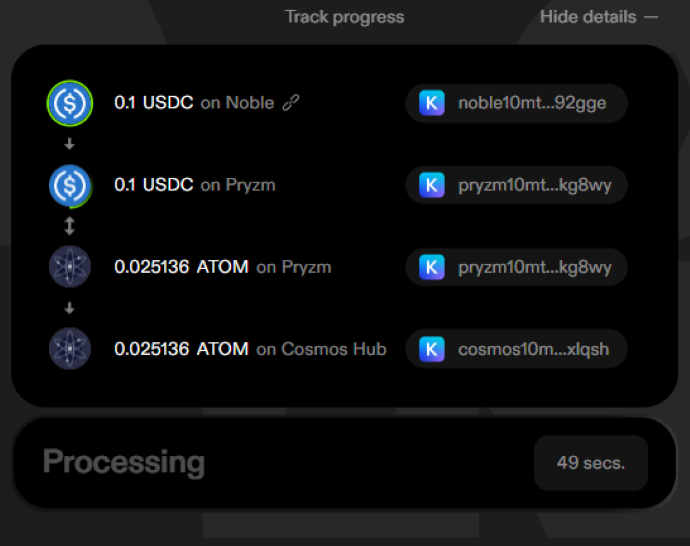 Track progress Hide details —
0.1 USDC on Noble K noble10mt...92gge
0.1 USDC on Pryzm K pryzm10mt...kg8wy
0.025136 ATOM on Pryzm K pryzm10mt...kg8wy
0.025136 ATOM on Cosmos Hub K cosmos10m...xlqsh
Processing 49 secs.